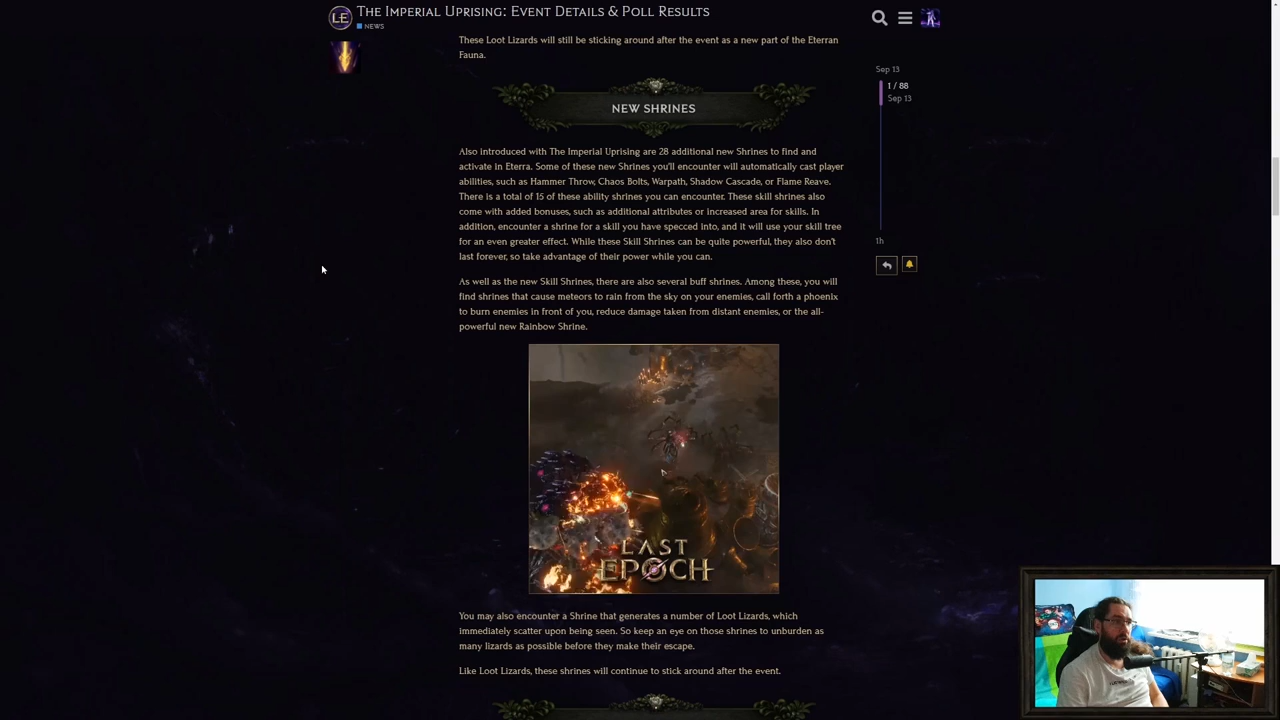 The Imperial Uprising: Event Details & Poll Results
LE
NEWS
These Loot Lizards will still be sticking around after the event as a new part of the Eterran
Fauna.
NEW SHRINES
Also introduced with The Imperial Uprising are 28 additional new Shrines to find and
activate in Eterra. Some of these new Shrines you'll encounter will automatically cast player
abilities, such as Hammer Throw, Chaos Bolts, Warpath, Shadow Cascade, or Flame Reave.
There is a total of 15 of these ability shrines you can encounter. These skill shrines also
come with added bonuses, such as additional attributes or increased area for skills. In
addition, encounter a shrine for a skill you have specced into, and it will use your skill tree
for an even greater effect. While these Skill Shrines can be quite powerful, they also don't
last forever, so take advantage of their power while you can.
As well as the new Skill Shrines, there are also several buff shrines. Among these, you will
find shrines that cause meteors to rain from the sky on your enemies, call forth a phoenix
to burn enemies in front of you, reduce damage taken from distant enemies, or the all-
powerful new Rainbow Shrine.
LAST
EPOCH
You may also encounter a Shrine that generates a number of Loot Lizards, which
immediately scatter upon being seen. So keep an eye on those shrines to unburden as
many lizards as possible before they make their escape.
Like Loot Lizards, these shrines will continue to stick around after the event.
Sep 13
1 / 88
Sep 13
1h